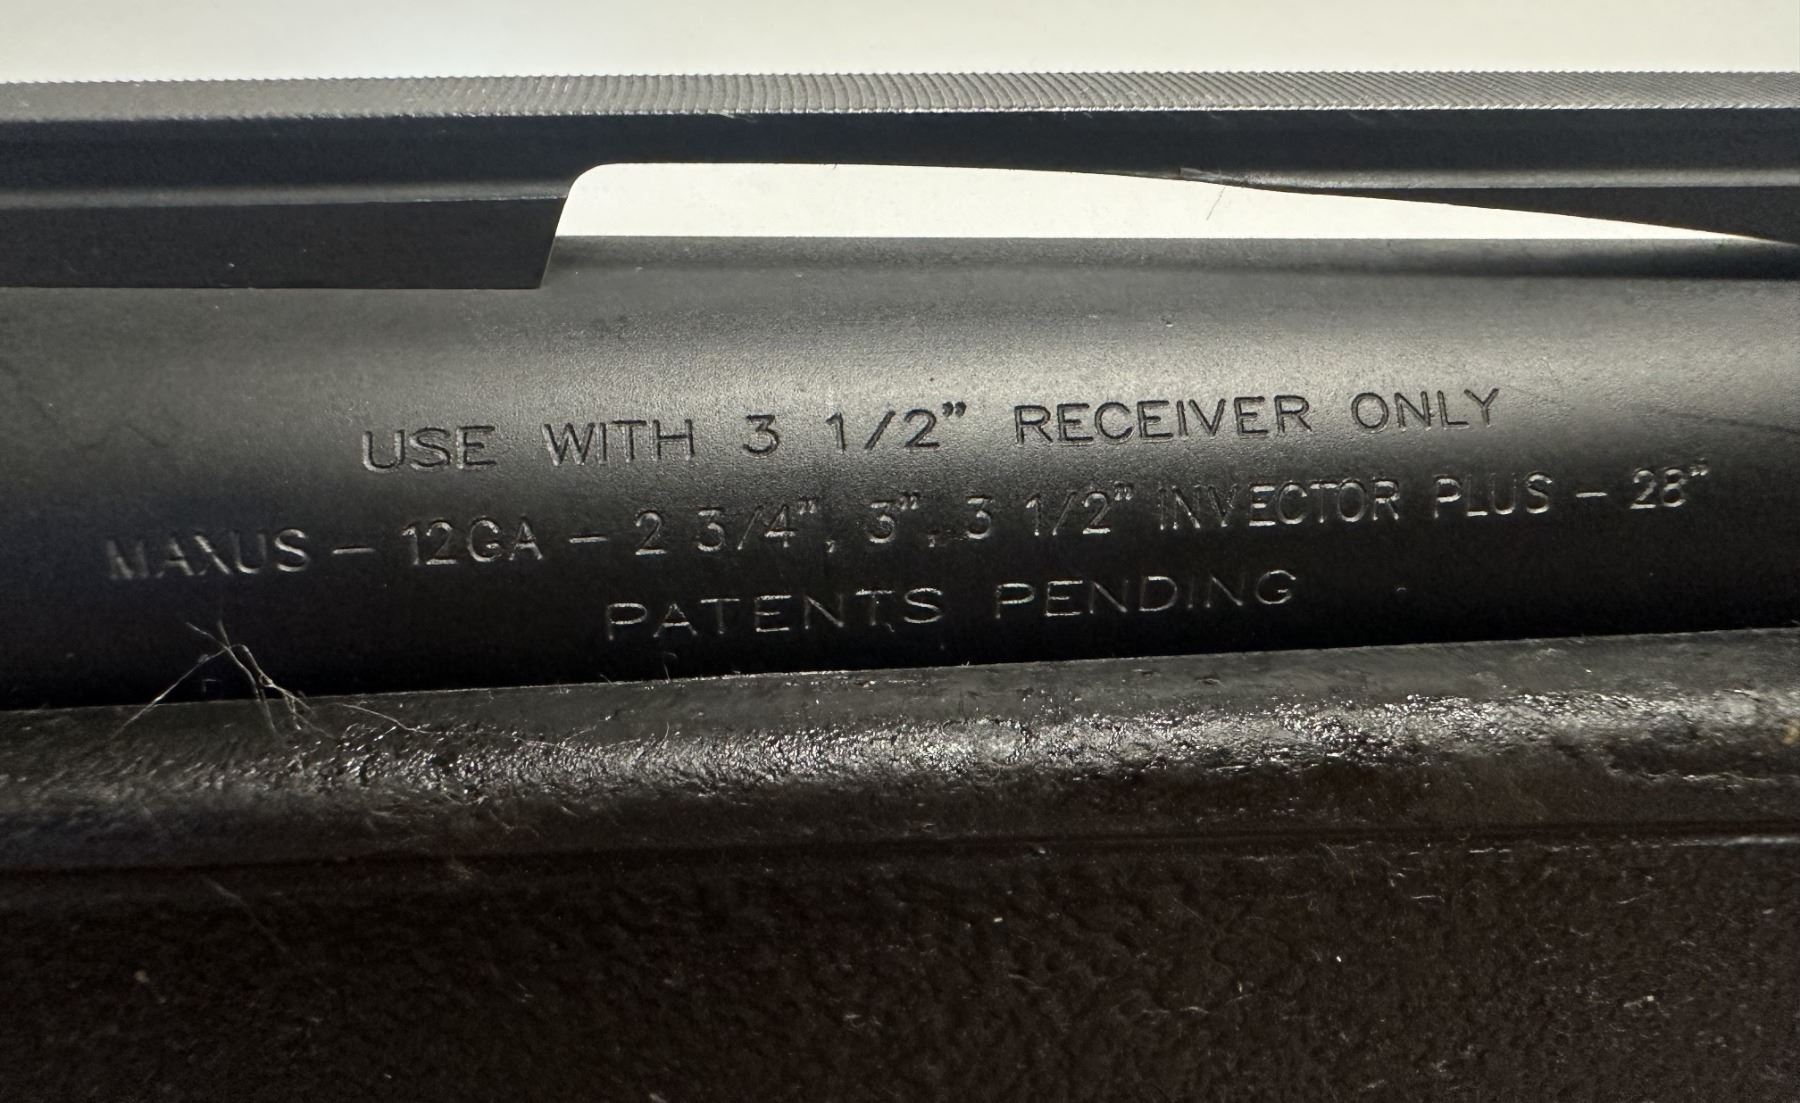 USE WITH 3 1/2" RECEIVER ONLY
MAXUS - 12GA - 2 3/4", 3", 3 1/2" INVECTOR PLUS - 28"
PATENTS PENDING